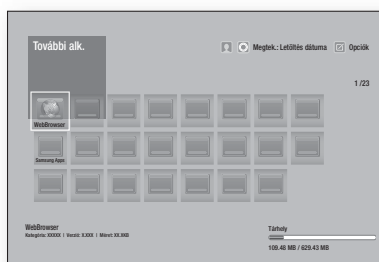 További alk.
Megtek.: Letöltés dátuma Opciók
1 /23
WebBrowser
Samsung Apps
WebBrowser
Kategória: XXXXX I Verzió: X.XXX I Méret: XX.XKB
Tárhely
109.48 MB / 629.43 MB